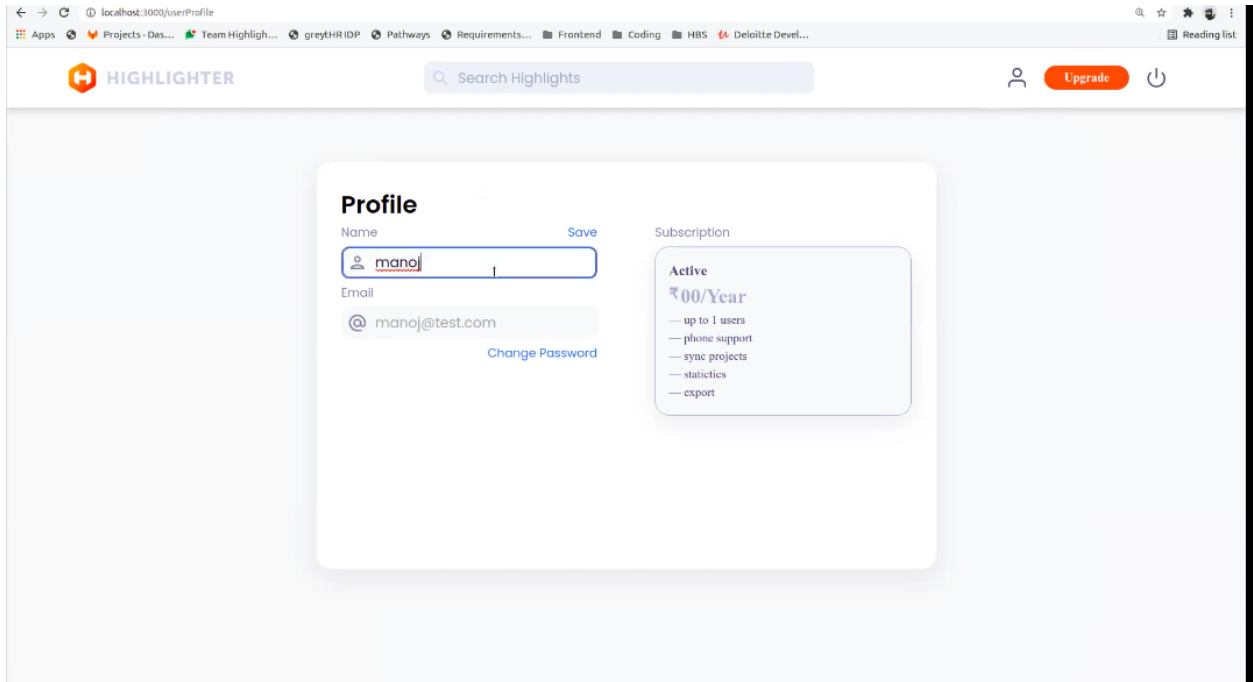 localhost:3000/userProfile
Apps Projects - Das... Team Highligh... greytHR IDP Pathways Requirements... Frontend Coding HBS Deloitte Devel... Reading list
HIGHLIGHTER Search Highlights Upgrade
Profile
Name Save
manoj
Email
manoj@test.com
Change Password
Subscription
Active
₹00/Year
— up to 1 users
— phone support
— sync projects
— statictics
— export